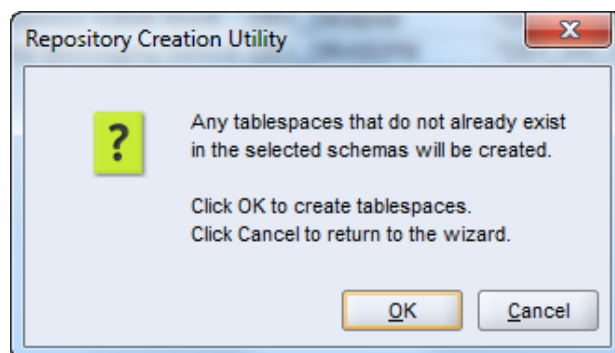 Repository Creation Utility
?
Any tablespaces that do not already exist
in the selected schemas will be created.
Click OK to create tablespaces.
Click Cancel to return to the wizard.
OK
Cancel